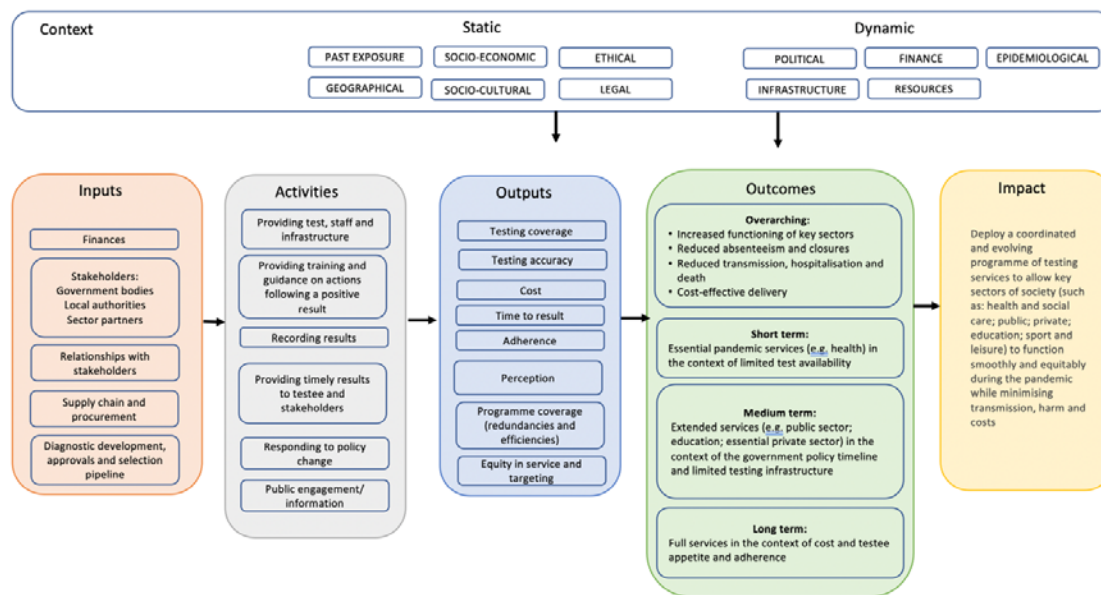 Context
Static
Dynamic
PAST EXPOSURE
SOCIO-ECONOMIC
ETHICAL
GEOGRAPHICAL
SOCIO-CULTURAL
LEGAL
POLITICAL
FINANCE
EPIDEMIOLOGICAL
INFRASTRUCTURE
RESOURCES
Inputs
Finances
Stakeholders:
Government bodies
Local authorities
Sector partners
Relationships with
stakeholders
Supply chain and
procurement
Diagnostic development,
approvals and selection
pipeline
Activities
Providing test, staff and
infrastructure
Providing training and
guidance on actions
following a positive
result
Recording results
Providing timely results
to testee and
stakeholders
Responding to policy
change
Public engagement/
information
Outputs
Testing coverage
Testing accuracy
Cost
Time to result
Adherence
Perception
Programme coverage
(redundancies and
efficiencies)
Equity in service and
targeting
Outcomes
Overarching:
• Increased functioning of key
sectors
• Reduced absenteeism and closures
• Reduced transmission, hospitalisation and
death
• Cost-effective delivery
Short term:
Essential pandemic services (e.g. health) in
the context of limited test availability
Medium term:
Extended services (e.g. public sector;
education; essential private sector) in the
context of the government policy timeline
and limited testing infrastructure
Long term:
Full services in the context of cost and testee
appetite and adherence
Impact
Deploy a coordinated
and evolving
programme of testing
services to allow key
sectors of society (such
as: health and social
care; public; private;
education; sport and
leisure) to function
smoothly and equitably
during the pandemic
while minimising
transmission, harm and
costs